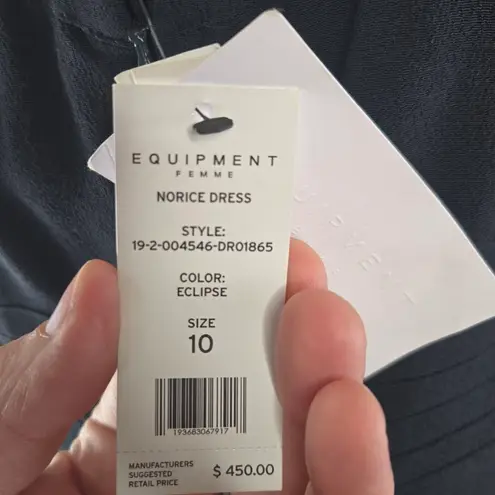 EQUIPMENT
FEMME
NORICE DRESS
STYLE:
19-2-004546-DR01865
COLOR:
ECLIPSE
SIZE
10
193683067917
MANUFACTURERS
SUGGESTED
RETAIL PRICE
$ 450.00